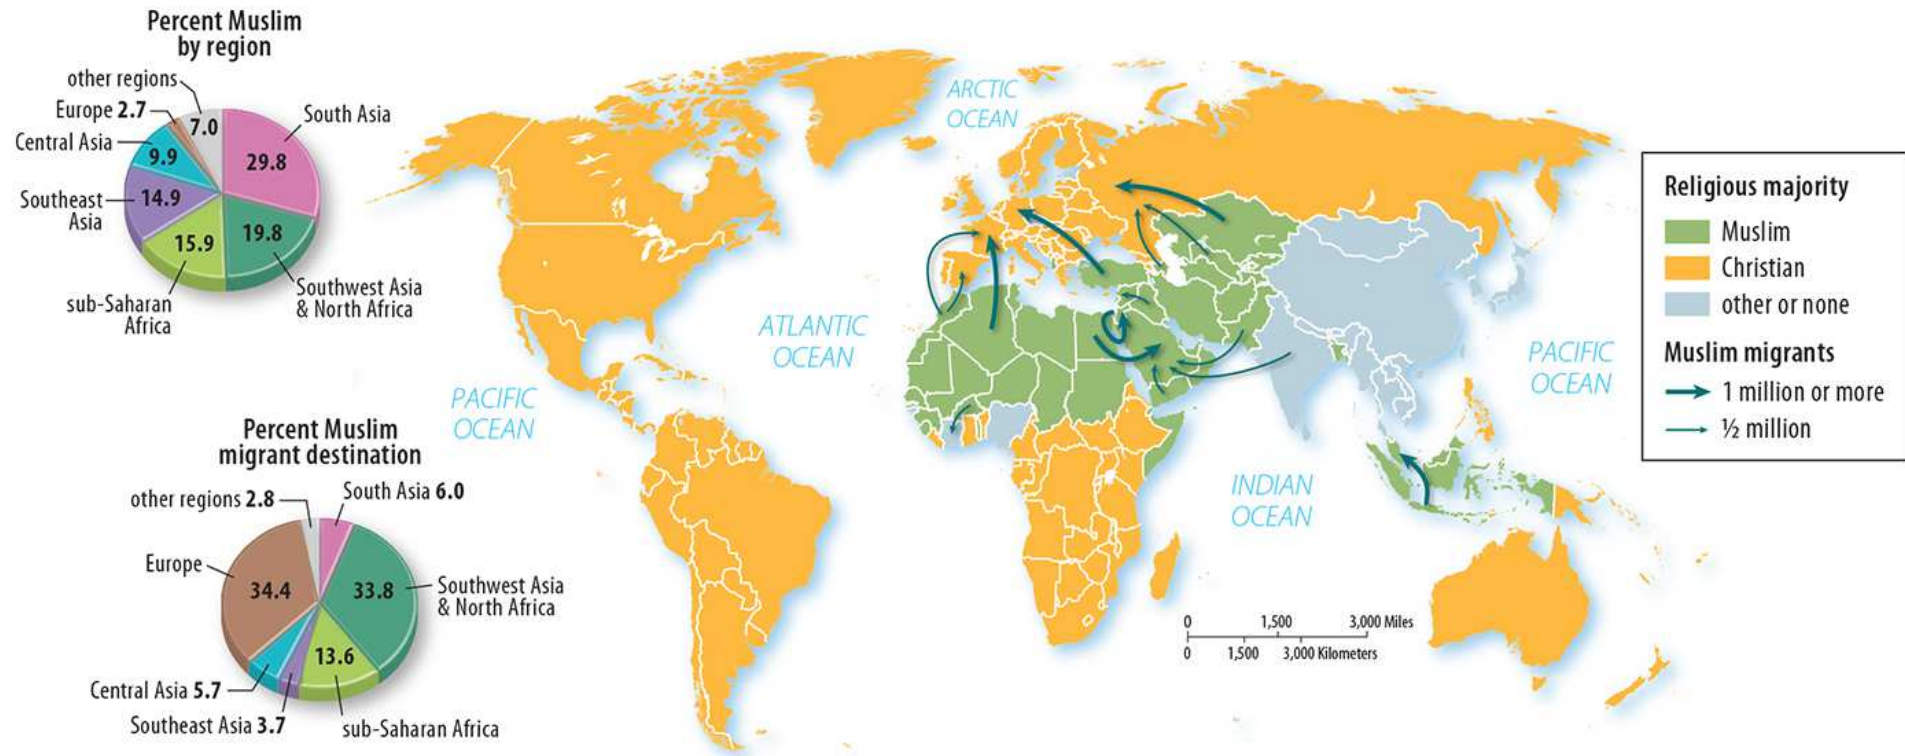 Percent Muslim
by region
other regions
7.0
Europe 2.7
South Asia
Central Asia
9.9
29.8
Southeast
Asia
14.9
19.8
15.9
Southwest Asia
& North Africa
sub-Saharan
Africa
Percent Muslim
migrant destination
other regions 2.8
South Asia 6.0
Europe
34.4
33.8
Southwest Asia
& North Africa
13.6
Central Asia 5.7
Southeast Asia 3.7
sub-Saharan Africa
ARCTIC
OCEAN
ATLANTIC
OCEAN
PACIFIC
OCEAN
INDIAN
OCEAN
PACIFIC
OCEAN
0 1,500 3,000 Miles
0 1,500 3,000 Kilometers
Religious majority
Muslim
Christian
other or none
Muslim migrants
1 million or more
½ million